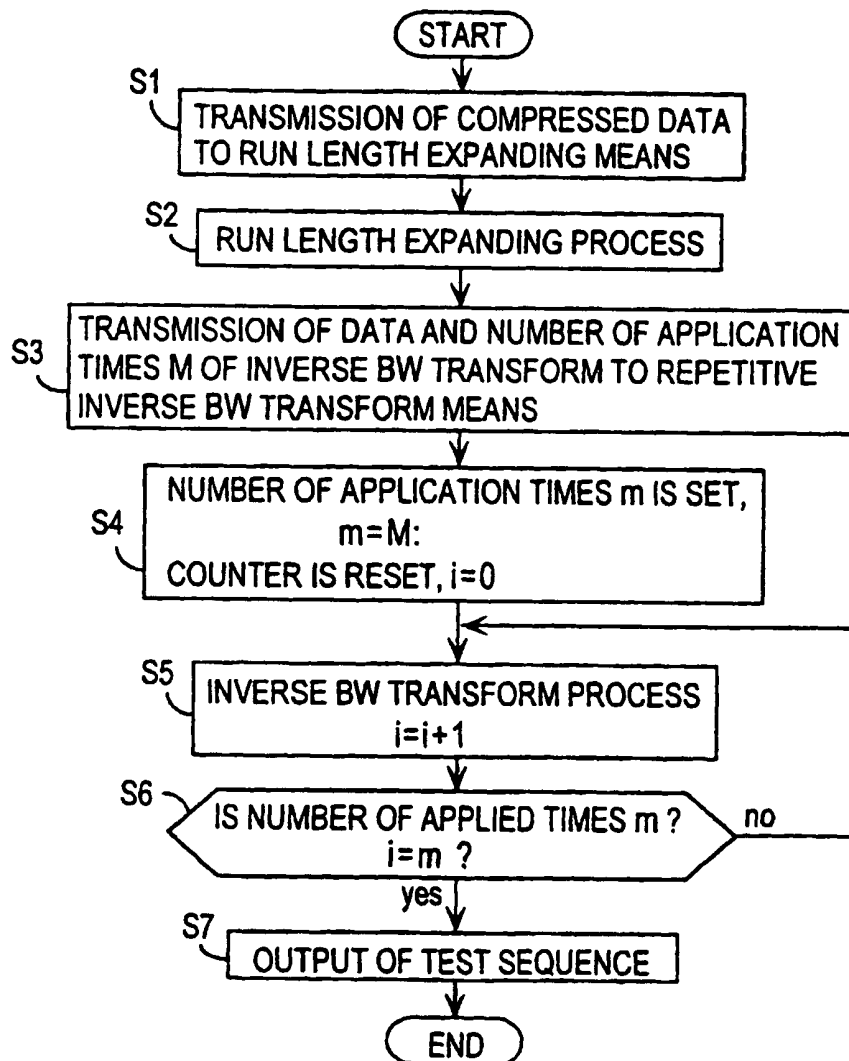 START
S1
TRANSMISSION OF COMPRESSED DATA
TO RUN LENGTH EXPANDING MEANS
S2
RUN LENGTH EXPANDING PROCESS
S3
TRANSMISSION OF DATA AND NUMBER OF APPLICATION
TIMES M OF INVERSE BW TRANSFORM TO REPETITIVE
INVERSE BW TRANSFORM MEANS
S4
NUMBER OF APPLICATION TIMES m IS SET,
m=M:
COUNTER IS RESET, i=0
S5
INVERSE BW TRANSFORM PROCESS
i=i+1
S6
IS NUMBER OF APPLIED TIMES m ?
i=m ?
no
yes
S7
OUTPUT OF TEST SEQUENCE
END